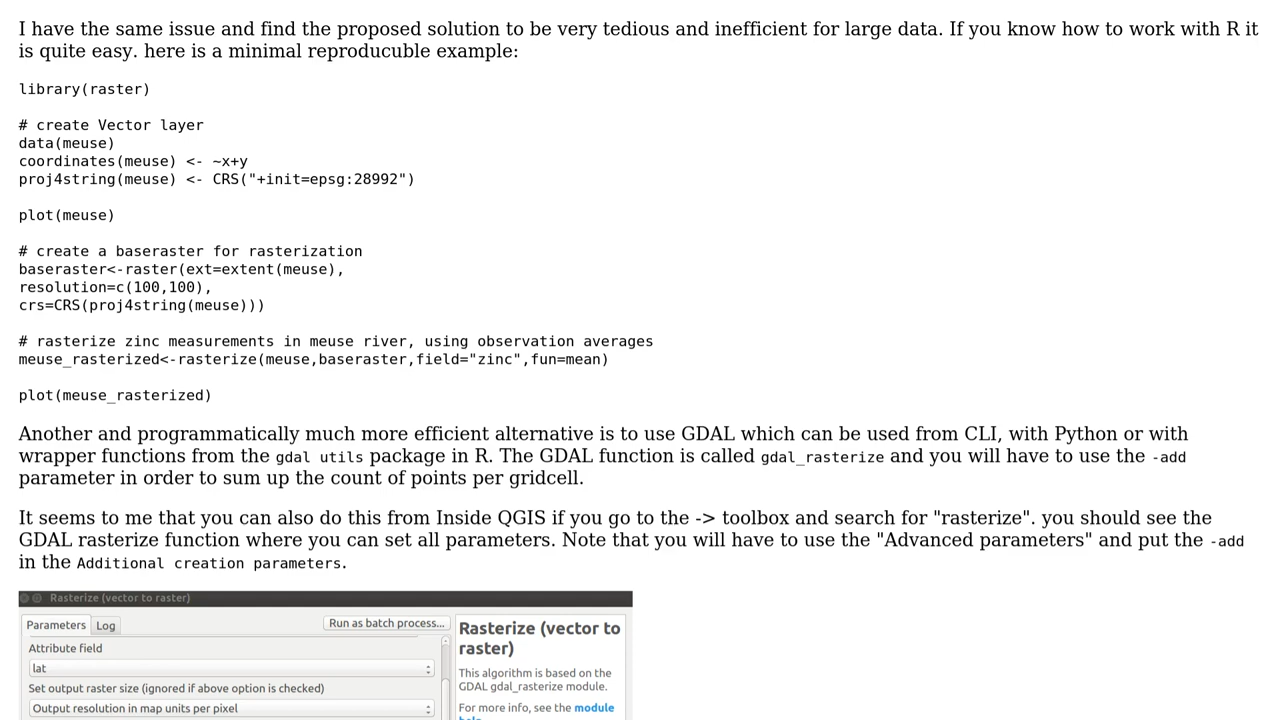 I have the same issue and find the proposed solution to be very tedious and inefficient for large data. If you know how to work with R it
is quite easy. here is a minimal reproducuble example:
library(raster)
# create Vector layer
data(meuse)
coordinates(meuse) <- ~x+y
proj4string(meuse) <- CRS("+init=epsg:28992")
plot(meuse)
# create a baseraster for rasterization
baseraster<-raster(ext=extent(meuse),
resolution=c(100,100),
crs=CRS(proj4string(meuse)))
# rasterize zinc measurements in meuse river, using observation averages
meuse_rasterized<-rasterize(meuse,baseraster,field="zinc",fun=mean)
plot(meuse_rasterized)
Another and programmatically much more efficient alternative is to use GDAL which can be used from CLI, with Python or with
wrapper functions from the gdal utils package in R. The GDAL function is called gdal_rasterize and you will have to use the -add
parameter in order to sum up the count of points per gridcell.
It seems to me that you can also do this from Inside QGIS if you go to the -> toolbox and search for "rasterize". you should see the
GDAL rasterize function where you can set all parameters. Note that you will have to use the "Advanced parameters" and put the -add
in the Additional creation parameters.
Rasterize (vector to raster)
Parameters Log Run as batch process...
Attribute field
lat
Set output raster size (ignored if above option is checked)
Output resolution in map units per pixel
Rasterize (vector to
raster)
This algorithm is based on the
GDAL gdal_rasterize module.
For more info, see the module